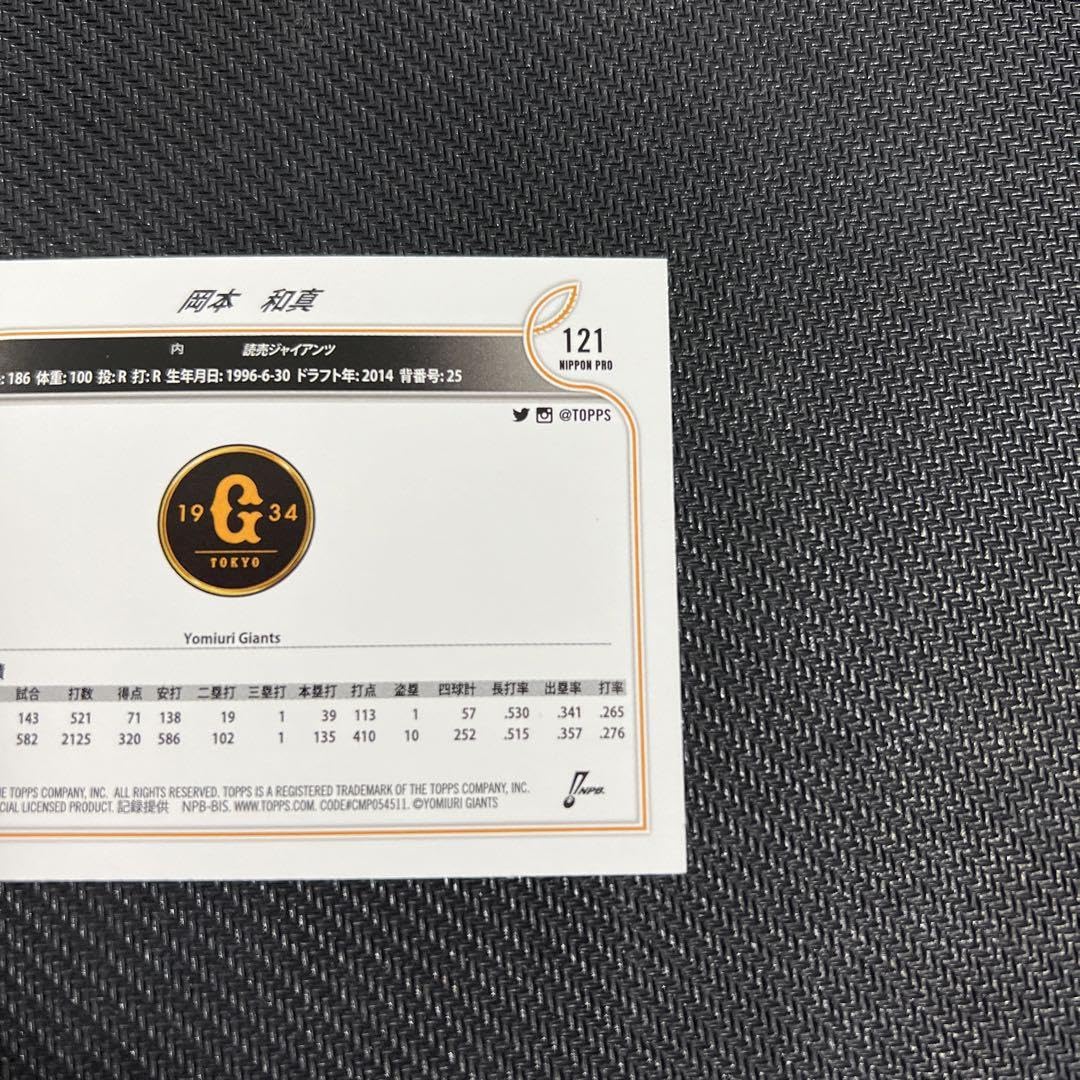 岡本 和真
121
NIPPON PRO
内 読売ジャイアンツ
: 186 体重: 100 投: R 打: R 生年月日: 1996-6-30 ドラフト年: 2014 背番号: 25
@TOPPS
19 G 34
TOKYO
Yomiuri Giants
績
試合 打数 得点 安打 二塁打 三塁打 本塁打 打点 盗塁 四球計 長打率 出塁率 打率
143 521 71 138 19 1 39 113 1 57 .530 .341 .265
582 2125 320 586 102 1 135 410 10 252 .515 .357 .276
E TOPPS COMPANY, INC. ALL RIGHTS RESERVED. TOPPS IS A REGISTERED TRADEMARK OF THE TOPPS COMPANY, INC.
CIAL LICENSED PRODUCT. 記録提供 NPB-BIS. WWW.TOPPS.COM. CODE#CMP054511. ©YOMIURI GIANTS
NPB.